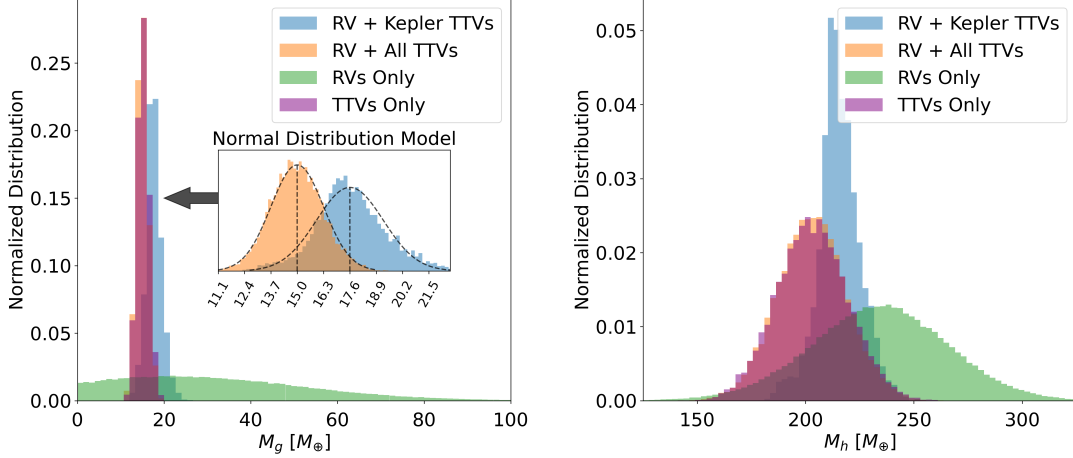 RV + Kepler TTVs
RV + All TTVs
RVs Only
TTVs Only
Normal Distribution Model
11.1 12.4 13.7 15.0 16.3 17.6 18.9 20.2 21.5
Normalized Distribution
0.25
0.20
0.15
0.10
0.05
0.00
0 20 40 60 80 100
M_g [M_⊕]
RV + Kepler TTVs
RV + All TTVs
RVs Only
TTVs Only
Normalized Distribution
0.05
0.04
0.03
0.02
0.01
0.00
150 200 250 300
M_h [M_⊕]